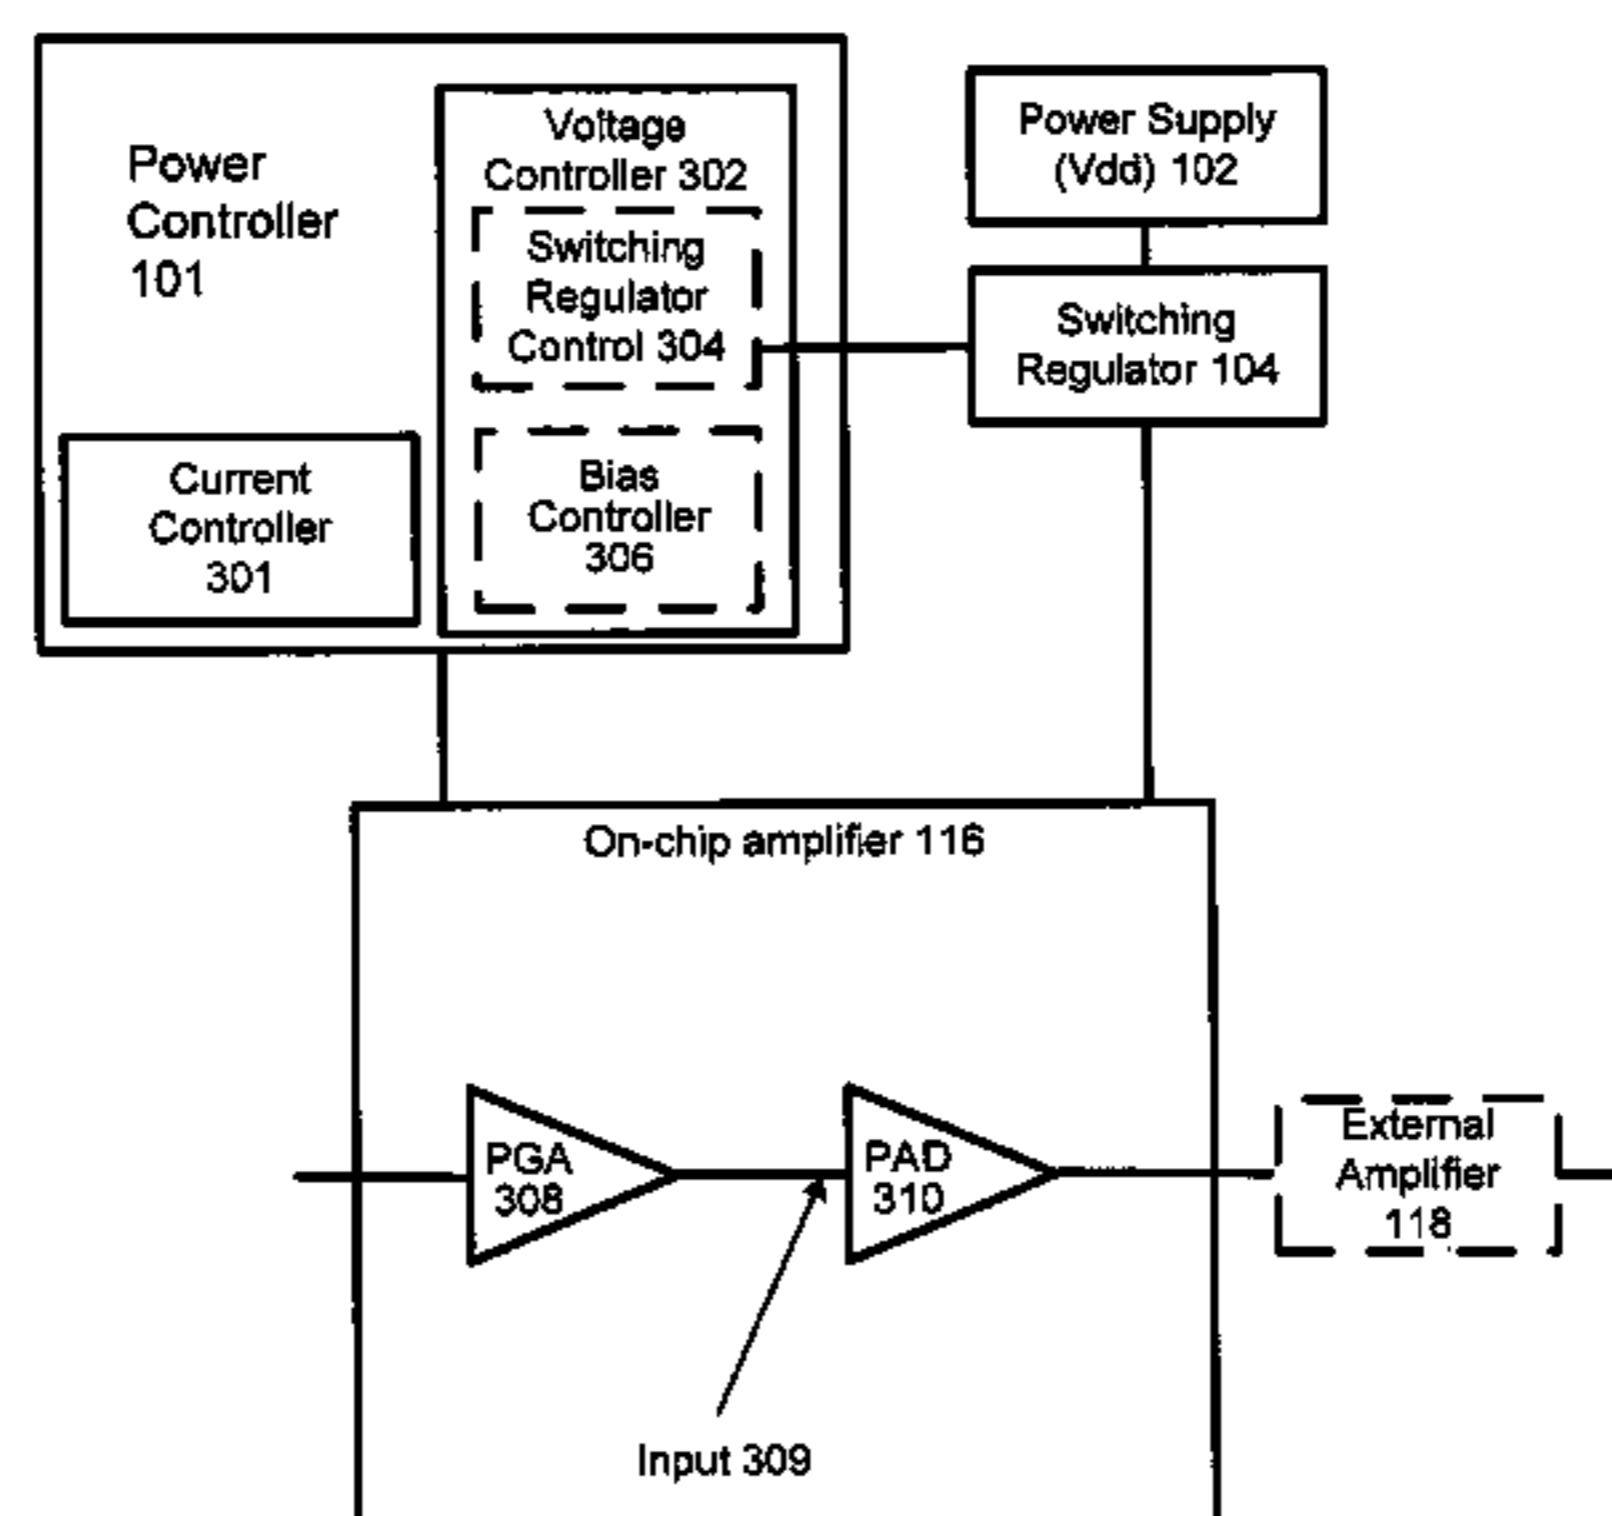 Power
Controller
101
Voltage
Controller 302
Switching
Regulator
Control 304
Bias
Controller
306
Current
Controller
301
Power Supply
(Vdd) 102
Switching
Regulator 104
On-chip amplifier 116
PGA
308
PAD
310
External
Amplifier
118
Input 309